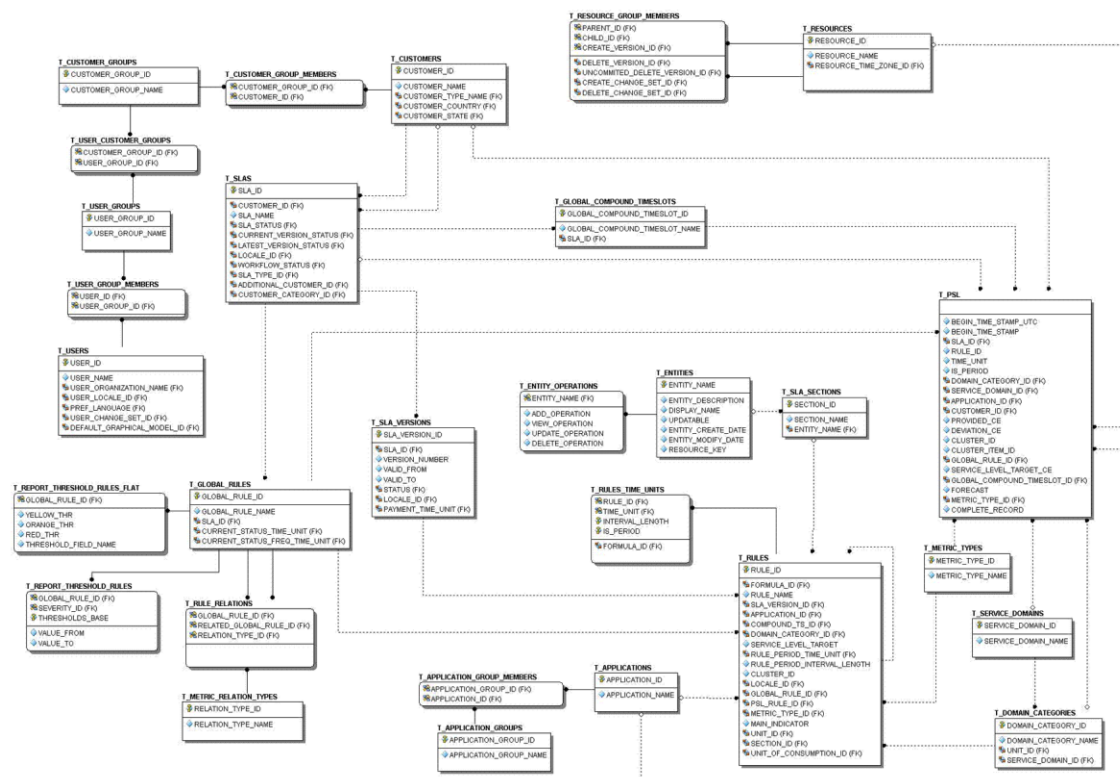 T_RESOURCE_GROUP_MEMBERS
PARENT_ID (FK)
CHILD_ID (FK)
CREATE_VERSION_ID (FK)
DELETE_VERSION_ID (FK)
UNCOMMITED_DELETE_VERSION_ID (FK)
CREATE_CHANGE_SET_ID (FK)
DELETE_CHANGE_SET_ID (FK)
T_RESOURCES
RESOURCE_ID
RESOURCE_NAME
RESOURCE_TIME_ZONE_ID (FK)
T_CUSTOMER_GROUPS
CUSTOMER_GROUP_ID
CUSTOMER_GROUP_NAME
T_CUSTOMER_GROUP_MEMBERS
CUSTOMER_GROUP_ID (FK)
CUSTOMER_ID (FK)
T_CUSTOMERS
CUSTOMER_ID
CUSTOMER_NAME
CUSTOMER_TYPE_NAME (FK)
CUSTOMER_COUNTRY (FK)
CUSTOMER_STATE (FK)
T_USER_CUSTOMER_GROUPS
CUSTOMER_GROUP_ID (FK)
USER_GROUP_ID (FK)
T_USER_GROUPS
USER_GROUP_ID
USER_GROUP_NAME
T_USER_GROUP_MEMBERS
USER_ID (FK)
USER_GROUP_ID (FK)
T_USERS
USER_ID
USER_NAME
USER_ORGANIZATION_NAME (FK)
USER_LOCALE_ID (FK)
PREF_LANGUAGE (FK)
USER_CHANGE_SET_ID (FK)
DEFAULT_GRAPHICAL_MODEL_ID (FK)
T_SLAS
SLA_ID
CUSTOMER_ID (FK)
SLA_NAME
SLA_STATUS (FK)
CURRENT_VERSION_STATUS (FK)
LATEST_VERSION_STATUS (FK)
LOCALE_ID (FK)
WORKFLOW_STATUS (FK)
SLA_TYPE_ID (FK)
ADDITIONAL_CUSTOMER_ID (FK)
CUSTOMER_CATEGORY_ID (FK)
T_GLOBAL_COMPOUND_TIMESLOTS
GLOBAL_COMPOUND_TIMESLOT_ID
GLOBAL_COMPOUND_TIMESLOT_NAME
SLA_ID (FK)
T_PSL
BEGIN_TIME_STAMP_UTC
BEGIN_TIME_STAMP
SLA_ID (FK)
RULE_ID
TIME_UNIT
IS_PERIOD
DOMAIN_CATEGORY_ID (FK)
SERVICE_DOMAIN_ID (FK)
APPLICATION_ID (FK)
CUSTOMER_ID (FK)
PROVIDED_CE
DEVIATION_CE
CLUSTER_ID
CLUSTER_ITEM_ID
GLOBAL_RULE_ID (FK)
SERVICE_LEVEL_TARGET_CE
GLOBAL_COMPOUND_TIMESLOT_ID (FK)
FORECAST
METRIC_TYPE_ID (FK)
COMPLETE_RECORD
T_ENTITY_OPERATIONS
ENTITY_NAME (FK)
ADD_OPERATION
VIEW_OPERATION
UPDATE_OPERATION
DELETE_OPERATION
T_ENTITIES
ENTITY_NAME
ENTITY_DESCRIPTION
DISPLAY_NAME
UPDATABLE
ENTITY_CREATE_DATE
ENTITY_MODIFY_DATE
RESOURCE_KEY
T_SLA_SECTIONS
SECTION_ID
SECTION_NAME
ENTITY_NAME (FK)
T_SLA_VERSIONS
SLA_VERSION_ID
SLA_ID (FK)
VERSION_NUMBER
VALID_FROM
VALID_TO
STATUS (FK)
LOCALE_ID (FK)
PAYMENT_TIME_UNIT (FK)
T_REPORT_THRESHOLD_RULES_FLAT
GLOBAL_RULE_ID (FK)
YELLOW_THR
ORANGE_THR
RED_THR
THRESHOLD_FIELD_NAME
T_GLOBAL_RULES
GLOBAL_RULE_ID
GLOBAL_RULE_NAME
SLA_ID (FK)
CURRENT_STATUS_TIME_UNIT (FK)
CURRENT_STATUS_FREQ_TIME_UNIT (FK)
T_RULES_TIME_UNITS
RULE_ID (FK)
TIME_UNIT (FK)
INTERVAL_LENGTH
IS_PERIOD
FORMULA_ID (FK)
T_REPORT_THRESHOLD_RULES
GLOBAL_RULE_ID (FK)
SEVERITY_ID (FK)
THRESHOLDS_BASE
VALUE_FROM
VALUE_TO
T_RULE_RELATIONS
GLOBAL_RULE_ID (FK)
RELATED_GLOBAL_RULE_ID (FK)
RELATION_TYPE_ID (FK)
T_METRIC_RELATION_TYPES
RELATION_TYPE_ID
RELATION_TYPE_NAME
T_RULES
RULE_ID
FORMULA_ID (FK)
RULE_NAME
SLA_VERSION_ID (FK)
APPLICATION_ID (FK)
COMPOUND_TS_ID (FK)
DOMAIN_CATEGORY_ID (FK)
SERVICE_LEVEL_TARGET
RULE_PERIOD_TIME_UNIT (FK)
RULE_PERIOD_INTERVAL_LENGTH
CLUSTER_ID
LOCALE_ID (FK)
GLOBAL_RULE_ID (FK)
PSL_RULE_ID (FK)
METRIC_TYPE_ID (FK)
MAIN_INDICATOR
UNIT_ID (FK)
SECTION_ID (FK)
UNIT_OF_CONSUMPTION_ID (FK)
T_METRIC_TYPES
METRIC_TYPE_ID
METRIC_TYPE_NAME
T_SERVICE_DOMAINS
SERVICE_DOMAIN_ID
SERVICE_DOMAIN_NAME
T_APPLICATION_GROUP_MEMBERS
APPLICATION_GROUP_ID (FK)
APPLICATION_ID (FK)
T_APPLICATIONS
APPLICATION_ID
APPLICATION_NAME
T_APPLICATION_GROUPS
APPLICATION_GROUP_ID
APPLICATION_GROUP_NAME
T_DOMAIN_CATEGORIES
DOMAIN_CATEGORY_ID
DOMAIN_CATEGORY_NAME
UNIT_ID (FK)
SERVICE_DOMAIN_ID (FK)